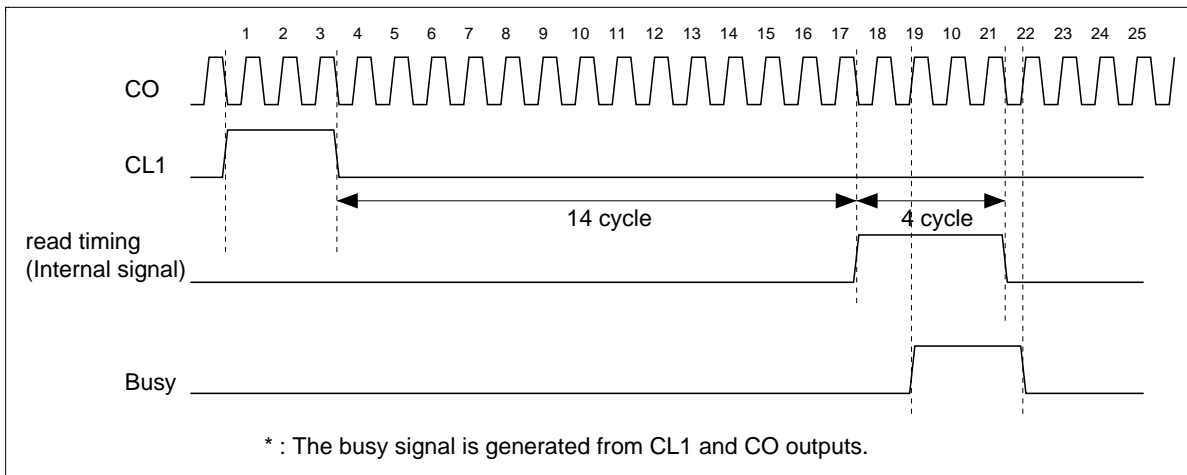 1 2 3 4 5 6 7 8 9 10 11 12 13 14 15 16 17 18 19 10 21 22 23 24 25
CO
CL1
14 cycle 4 cycle
read timing
(Internal signal)
Busy
* : The busy signal is generated from CL1 and CO outputs.